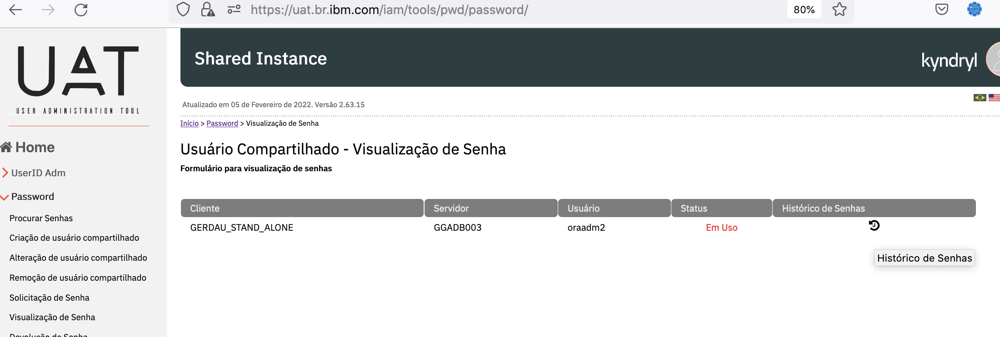 https://uat.br.ibm.com/iam/tools/pwd/password/
80%
UAT
USER ADMINISTRATION TOOL
Home
UserID Adm
Password
Procurar Senhas
Criação de usuário compartilhado
Alteração de usuário compartilhado
Remoção de usuário compartilhado
Solicitação de Senha
Visualização de Senha
Devolução de Senha
Shared Instance
kyndryl
Atualizado em 05 de Fevereiro de 2022. Versão 2.63.15
Início > Password > Visualização de Senha
Usuário Compartilhado - Visualização de Senha
Formulário para visualização de senhas
Cliente Servidor Usuário Status Histórico de Senhas
GERDAU_STAND_ALONE GGADB003 oraadm2 Em Uso
Histórico de Senhas